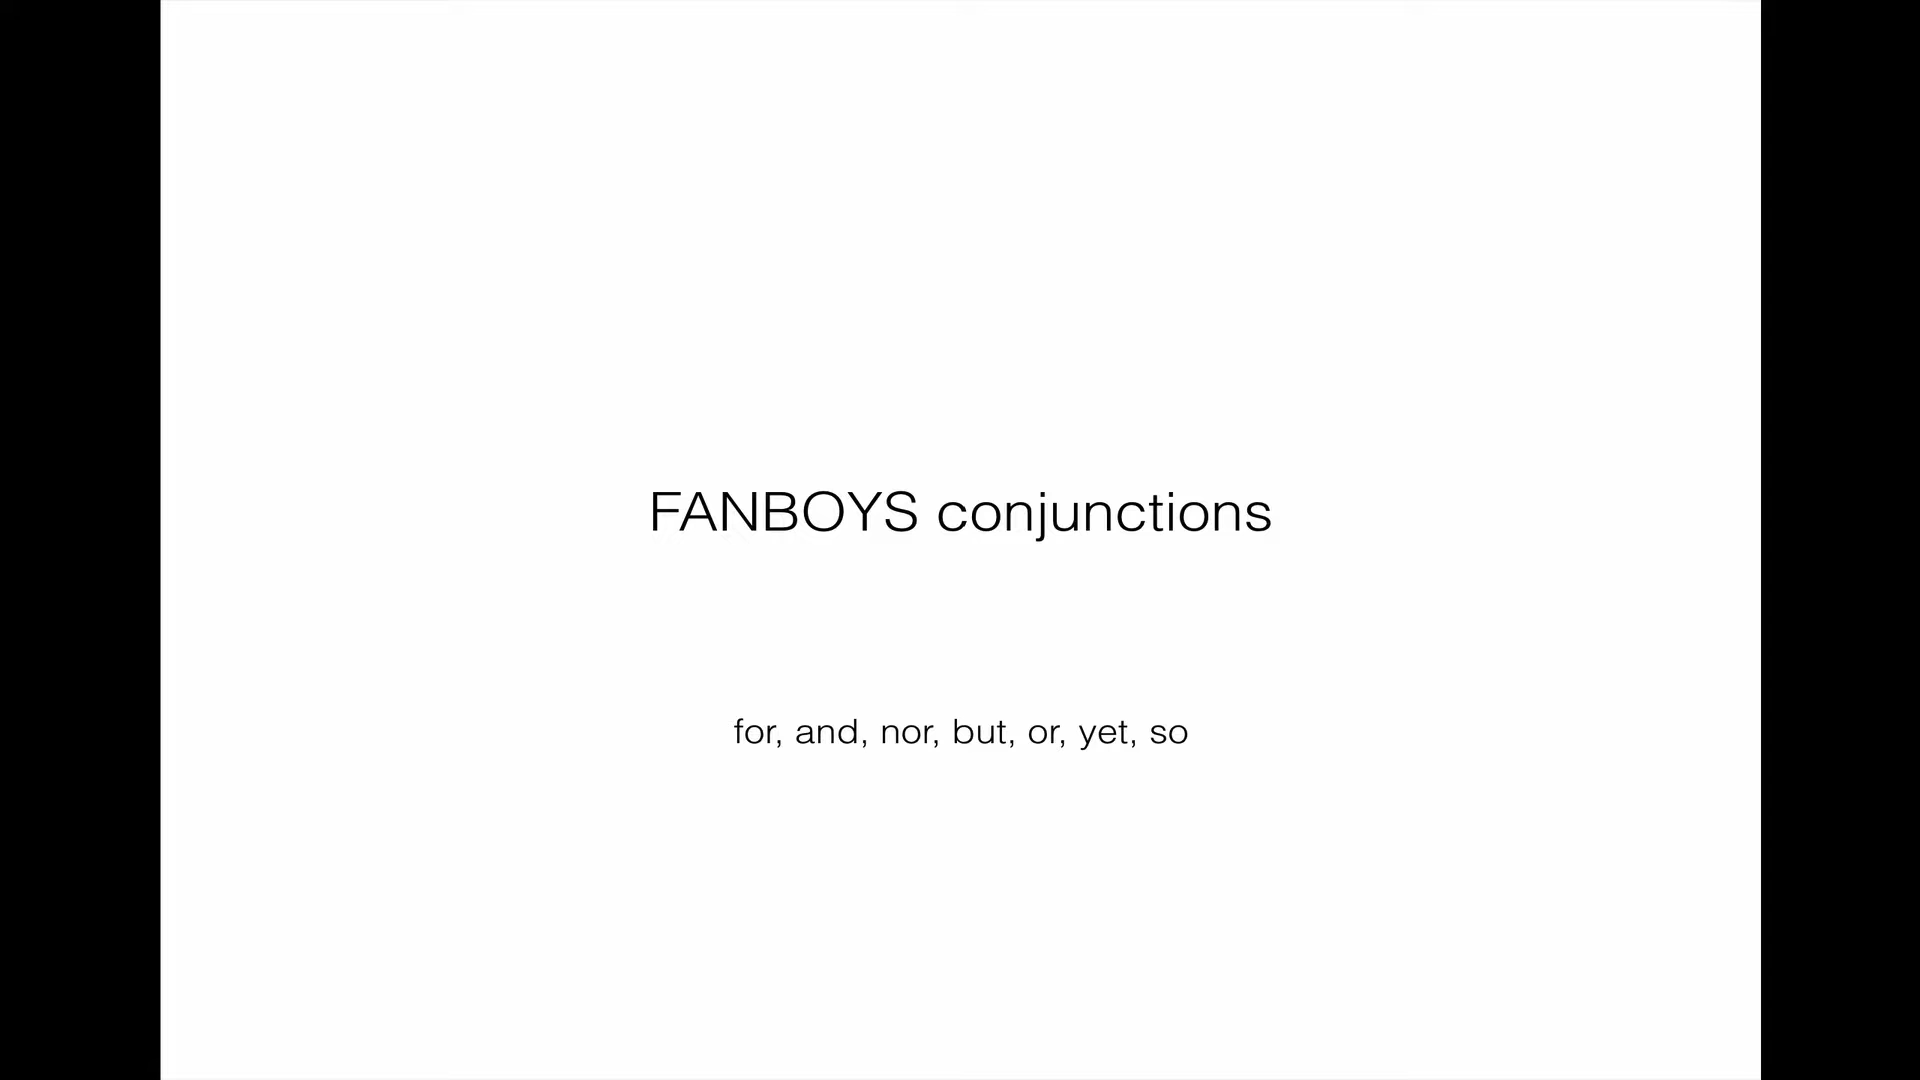 FANBOYS conjunctions
for, and, nor, but, or, yet, so